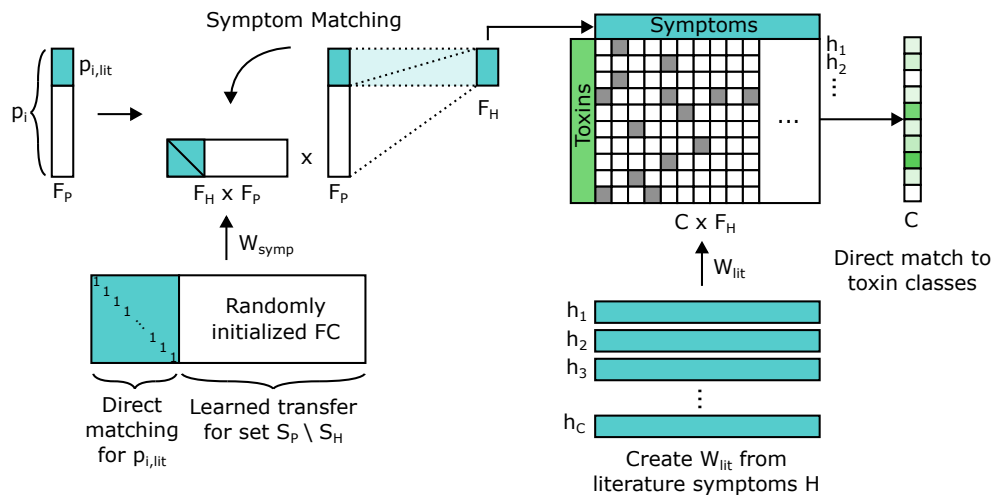 Symptom Matching
p_i,lit
p_i
F_P
F_H x F_P
x
F_P
F_H
W_symp
1
1
1
1
1
1
1
Randomly
initialized FC
Direct
matching
for p_i,lit
Learned transfer
for set S_P \ S_H
Symptoms
Toxins
h_1
h_2
...
...
C x F_H
C
Direct match to
toxin classes
W_lit
h_1
h_2
h_3
...
h_C
Create W_lit from
literature symptoms H